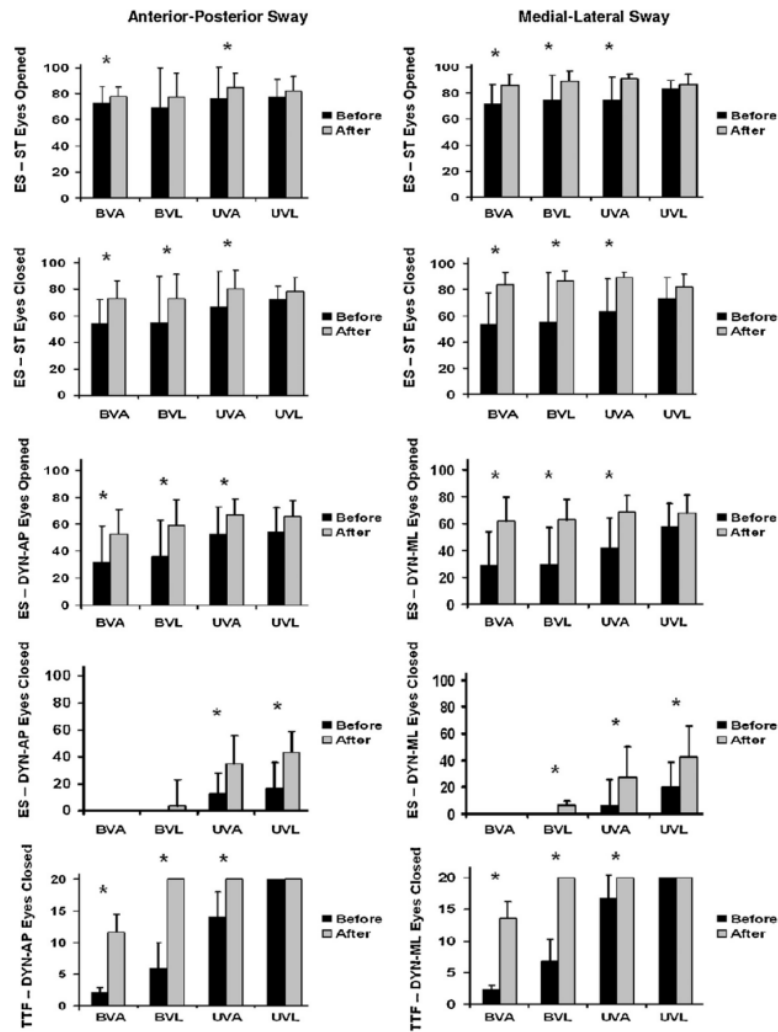 Anterior-Posterior Sway
ES – ST Eyes Opened
100
80
60
40
20
0
* *
BVA BVL UVA UVL
Before
After
Medial-Lateral Sway
ES – ST Eyes Opened
100
80
60
40
20
0
* * *
BVA BVL UVA UVL
Before
After
ES – ST Eyes Closed
100
80
60
40
20
0
* * *
BVA BVL UVA UVL
Before
After
ES – ST Eyes Closed
100
80
60
40
20
0
* * *
BVA BVL UVA UVL
Before
After
ES – DYN-AP Eyes Opened
100
80
60
40
20
0
* * *
BVA BVL UVA UVL
Before
After
ES – DYN-ML Eyes Opened
100
80
60
40
20
0
* * *
BVA BVL UVA UVL
Before
After
ES – DYN-AP Eyes Closed
100
80
60
40
20
0
* *
BVA BVL UVA UVL
Before
After
ES – DYN-ML Eyes Closed
100
80
60
40
20
0
* * *
BVA BVL UVA UVL
Before
After
TTF – DYN-AP Eyes Closed
20
15
10
5
0
* * *
BVA BVL UVA UVL
Before
After
TTF – DYN-ML Eyes Closed
20
15
10
5
0
* * *
BVA BVL UVA UVL
Before
After